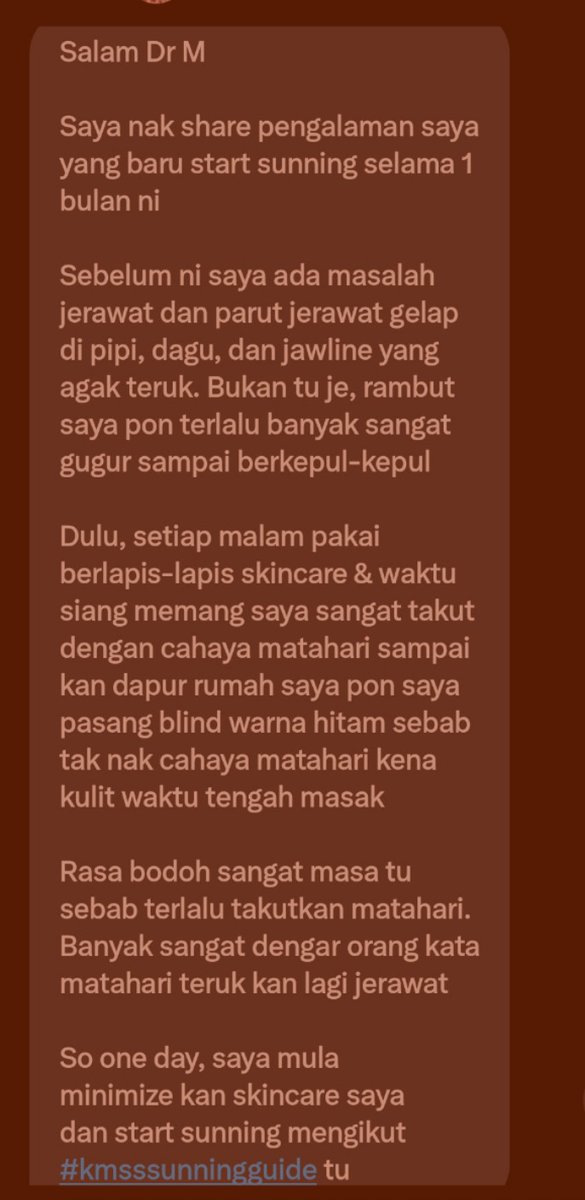 Salam Dr M
Saya nak share pengalaman saya
yang baru start sunning selama 1
bulan ni
Sebelum ni saya ada masalah
jerawat dan parut jerawat gelap
di pipi, dagu, dan jawline yang
agak teruk. Bukan tu je, rambut
saya pon terlalu banyak sangat
gugur sampai berkepul-kepul
Dulu, setiap malam pakai
berlapis-lapis skincare & waktu
siang memang saya sangat takut
dengan cahaya matahari sampai
kan dapur rumah saya pon saya
pasang blind warna hitam sebab
tak nak cahaya matahari kena
kulit waktu tengah masak
Rasa bodoh sangat masa tu
sebab terlalu takutkan matahari.
Banyak sangat dengar orang kata
matahari teruk kan lagi jerawat
So one day, saya mula
minimize kan skincare saya
dan start sunning mengikut
#kmsssunningguide tu